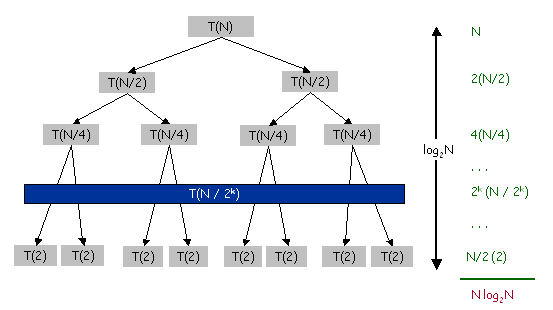 T(N)
N
T(N/2) T(N/2)
2(N/2)
T(N/4) T(N/4) T(N/4) T(N/4)
4(N/4)
log₂N
...
T(N / 2ᵏ)
2ᵏ (N / 2ᵏ)
...
T(2) T(2) T(2) T(2) T(2) T(2) T(2) T(2)
N/2 (2)
N log₂N